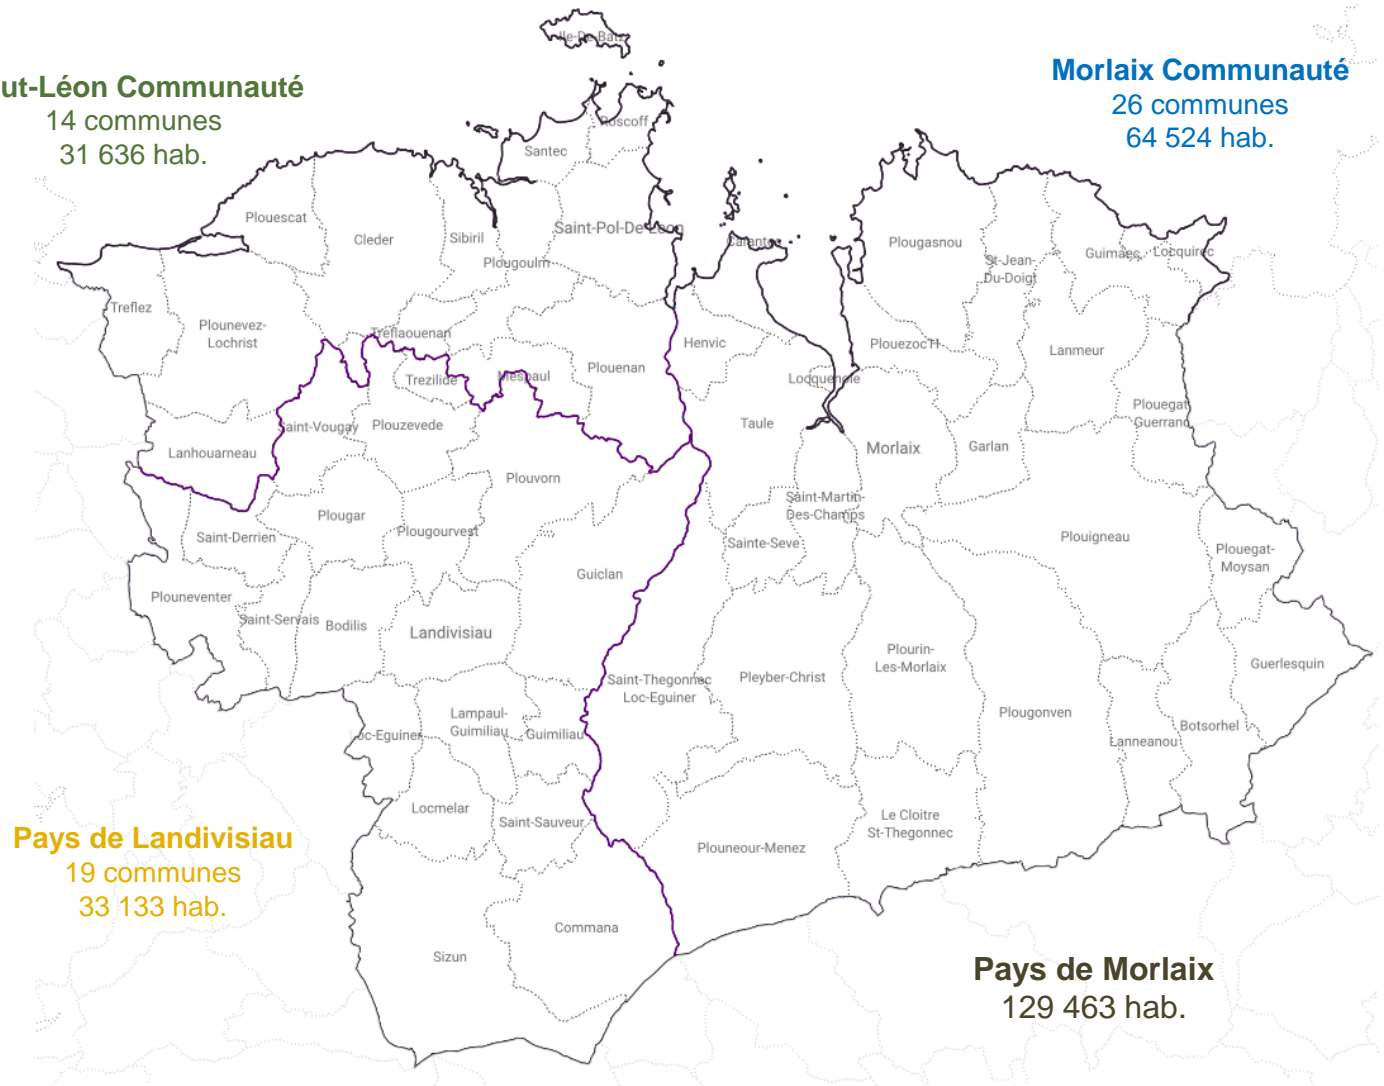 Ile-De-Batz
ut-Léon Communauté
14 communes
31 636 hab.
Morlaix Communauté
26 communes
64 524 hab.
Roscoff
Santec
Plouescat
Cleder
Sibiril
Saint-Pol-De-Leon
Plougoulm
Carantec
Plougasnou
St-Jean-
Du-Doigt
Guimaec
Locquirec
Treflez
Plounevez-
Lochrist
Treflaouenan
Plouenan
Henvic
Plouezoc'H
Lanmeur
Trezilide
Mespaul
Locquenole
Plouegat
Guerrand
Saint-Vougay
Plouzevede
Taule
Lanhouarneau
Morlaix
Garlan
Plouvorn
Plougar
Saint-Martin-
Des-Champs
Saint-Derrien
Plougourvest
Sainte-Seve
Plouigneau
Plouegat-
Moysan
Guiclan
Plouneventer
Saint-Servais
Bodilis
Landivisiau
Plourin-
Les-Morlaix
Guerlesquin
Saint-Thegonnec
Loc-Eguiner
Pleyber-Christ
Lampaul-
Guimiliau
Guimiliau
Loc-Eguiner
Plougonven
Botsorhel
Lanneanou
Locmelar
Saint-Sauveur
Le Cloitre
St-Thegonnec
Plouneour-Menez
Pays de Landivisiau
19 communes
33 133 hab.
Commana
Sizun
Pays de Morlaix
129 463 hab.